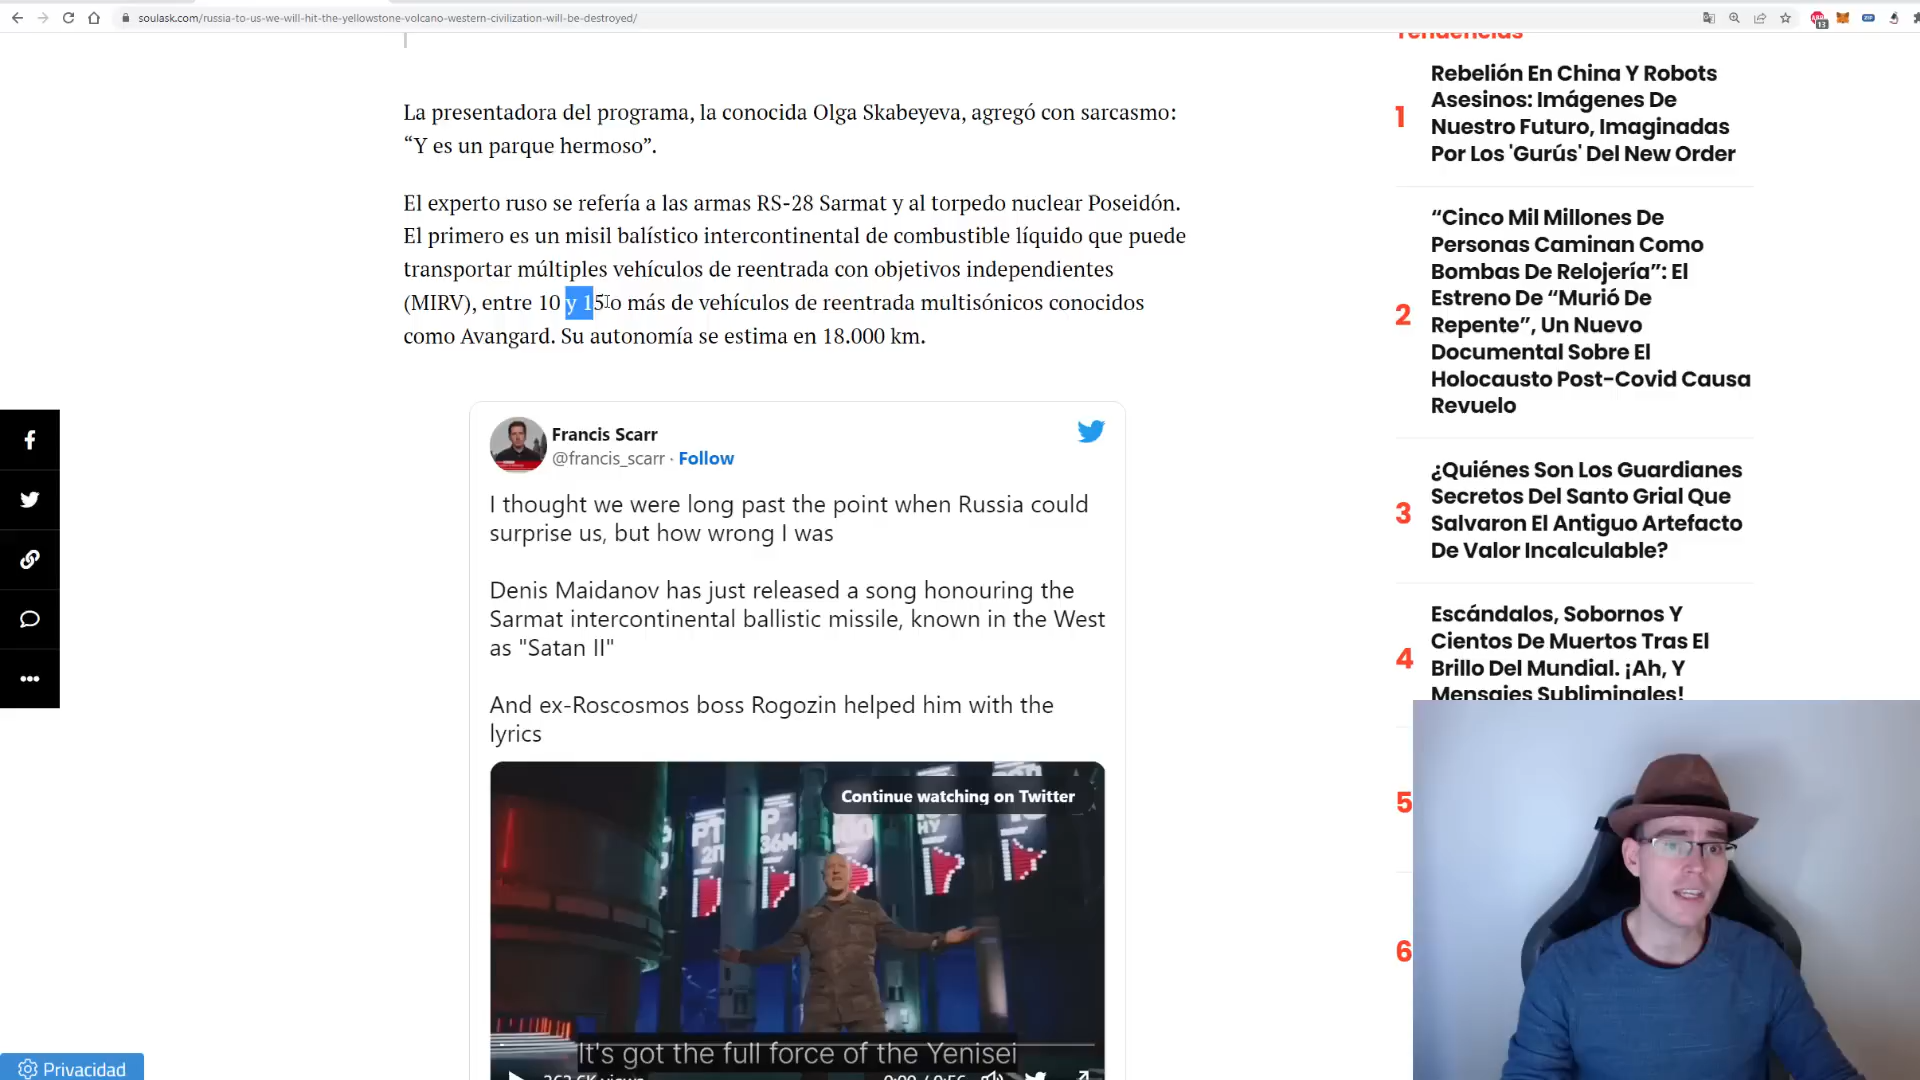 soulask.com/russia-to-us-we-will-hit-the-yellowstone-volcano-western-civilization-will-be-destroyed/
La presentadora del programa, la conocida Olga Skabeyeva, agregó con sarcasmo:
“Y es un parque hermoso”.
El experto ruso se refería a las armas RS-28 Sarmat y al torpedo nuclear Poseidón.
El primero es un misil balístico intercontinental de combustible líquido que puede
transportar múltiples vehículos de reentrada con objetivos independientes
(MIRV), entre 10 y 15 o más de vehículos de reentrada multisónicos conocidos
como Avangard. Su autonomía se estima en 18.000 km.
Francis Scarr
@francis_scarr · Follow
I thought we were long past the point when Russia could
surprise us, but how wrong I was
Denis Maidanov has just released a song honouring the
Sarmat intercontinental ballistic missile, known in the West
as "Satan II"
And ex-Roscosmos boss Rogozin helped him with the
lyrics
Continue watching on Twitter
It's got the full force of the Yenisei
363.6K views
0:00 / 0:56
Privacidad
Tendencias
1
Rebelión En China Y Robots
Asesinos: Imágenes De
Nuestro Futuro, Imaginadas
Por Los 'Gurús' Del New Order
2
“Cinco Mil Millones De
Personas Caminan Como
Bombas De Relojería”: El
Estreno De “Murió De
Repente”, Un Nuevo
Documental Sobre El
Holocausto Post-Covid Causa
Revuelo
3
¿Quiénes Son Los Guardianes
Secretos Del Santo Grial Que
Salvaron El Antiguo Artefacto
De Valor Incalculable?
4
Escándalos, Sobornos Y
Cientos De Muertos Tras El
Brillo Del Mundial. ¡Ah, Y
Mensajes Subliminales!
5
6